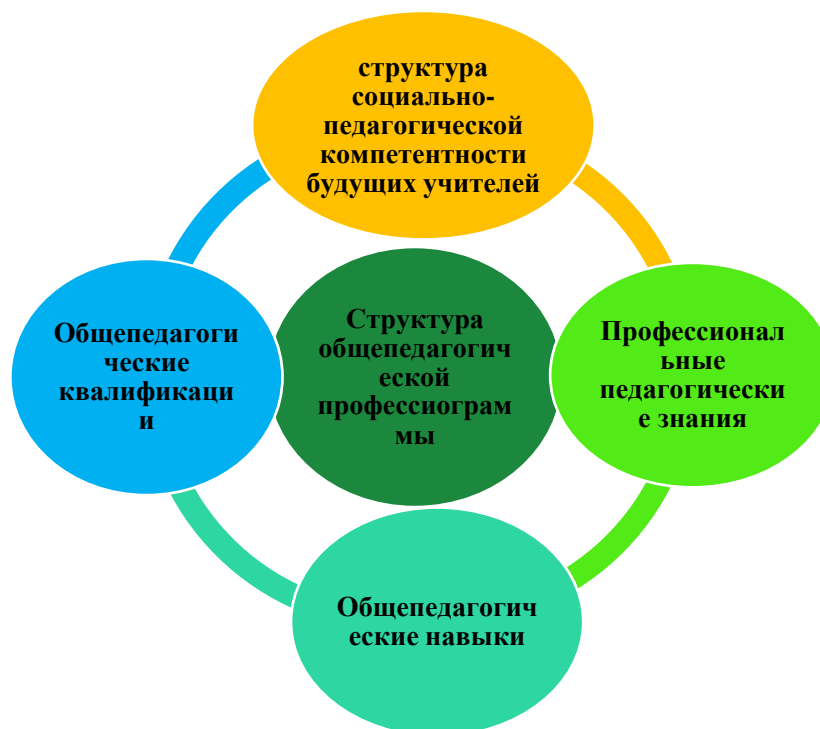 структура
социально-
педагогической
компетентности
будущих учителей
Общепедагоги
ческие
квалификаци
и
Структура
общепедагогич
еской
профессиограм
мы
Профессионал
ьные
педагогически
е знания
Общепедагогич
еские навыки